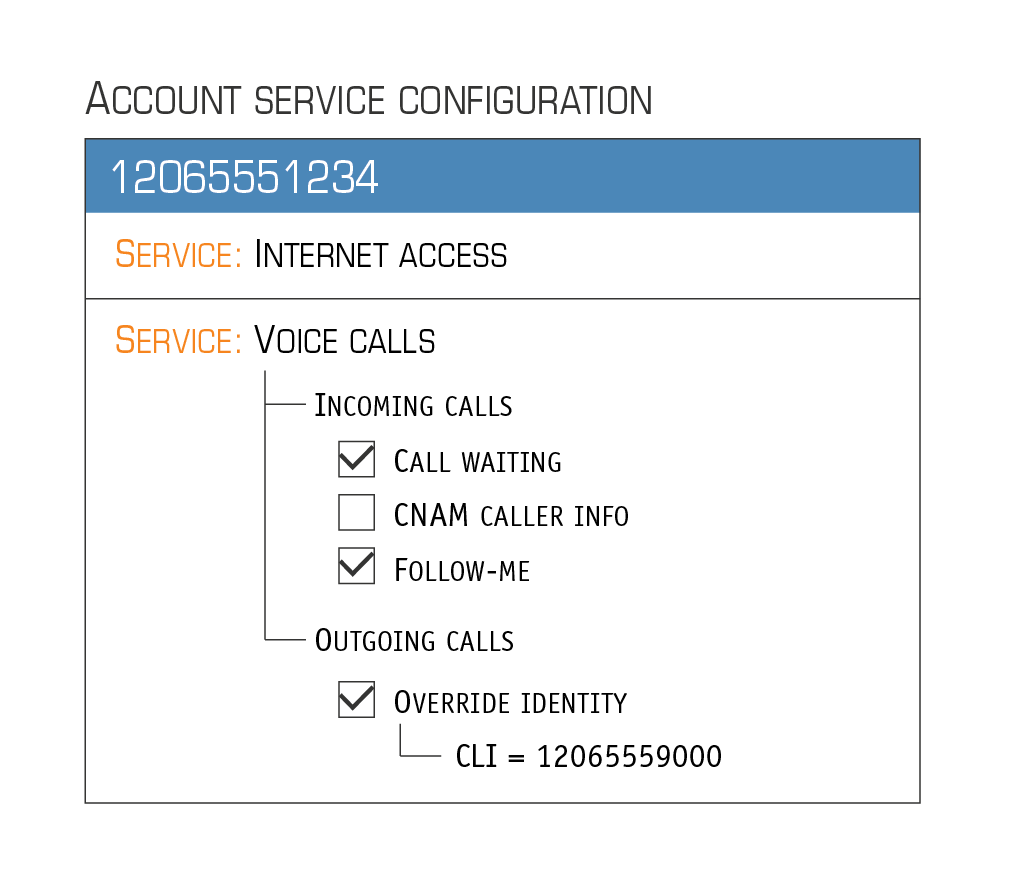 Account service configuration
12065551234
Service: Internet access
Service: Voice calls
Incoming calls
Call waiting
CNAM caller info
Follow-me
Outgoing calls
Override identity
CLI = 12065559000